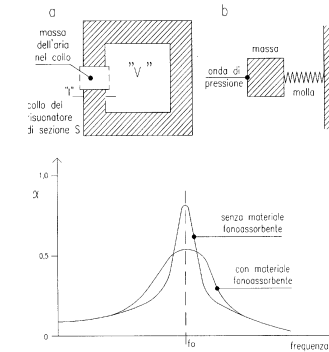 a
b
massa
dell'aria
nel collo
"V"
"l"
collo del
risuonatore
di sezione S
massa
onda di
pressione
molla
1,0
α
senza materiale
fonoassorbente
0,5
con materiale
fonoassorbente
0
fo
frequenza